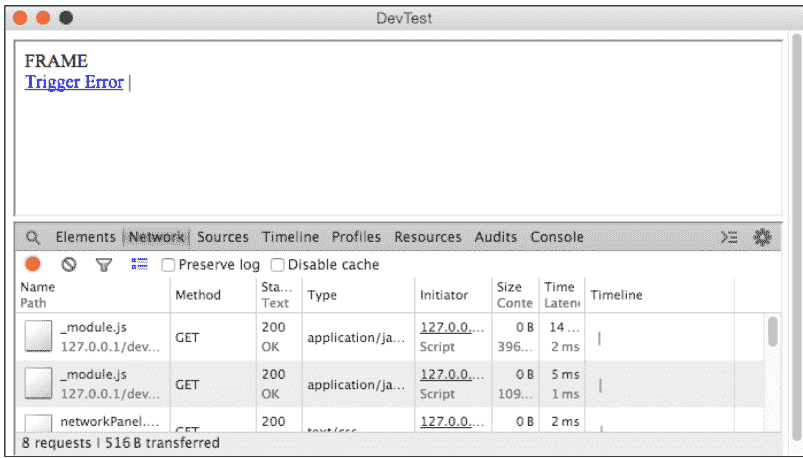 DevTest
FRAME
Trigger Error |
Elements Network Sources Timeline Profiles Resources Audits Console
Preserve log Disable cache
Name Method Sta... Type Initiator Size Time Timeline
Path Text Conte Laten
_module.js GET 200 application/ja... 127.0.0.... 0 B 14 ...
127.0.0.1/dev... OK Script 396... 2 ms
_module.js GET 200 application/ja... 127.0.0.... 0 B 5 ms
127.0.0.1/dev... OK Script 109... 1 ms
networkPanel.... GET 200 text/css 127.0.0.... 0 B 2 ms
8 requests | 516 B transferred